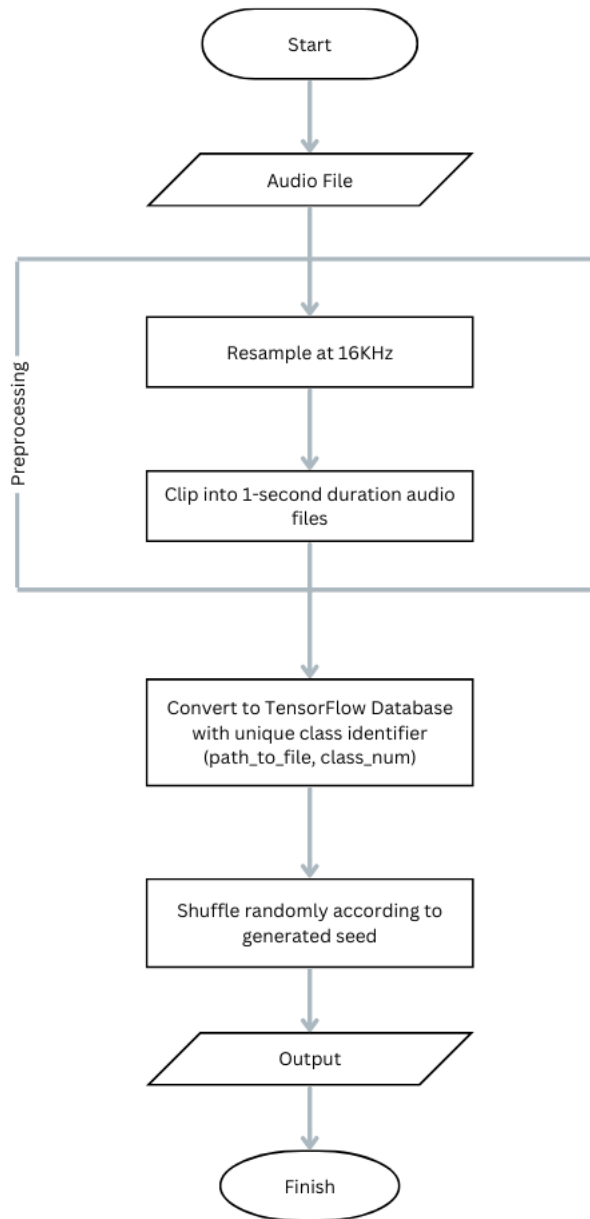 Start
Audio File
Preprocessing
Resample at 16KHz
Clip into 1-second duration audio
files
Convert to TensorFlow Database
with unique class identifier
(path_to_file, class_num)
Shuffle randomly according to
generated seed
Output
Finish